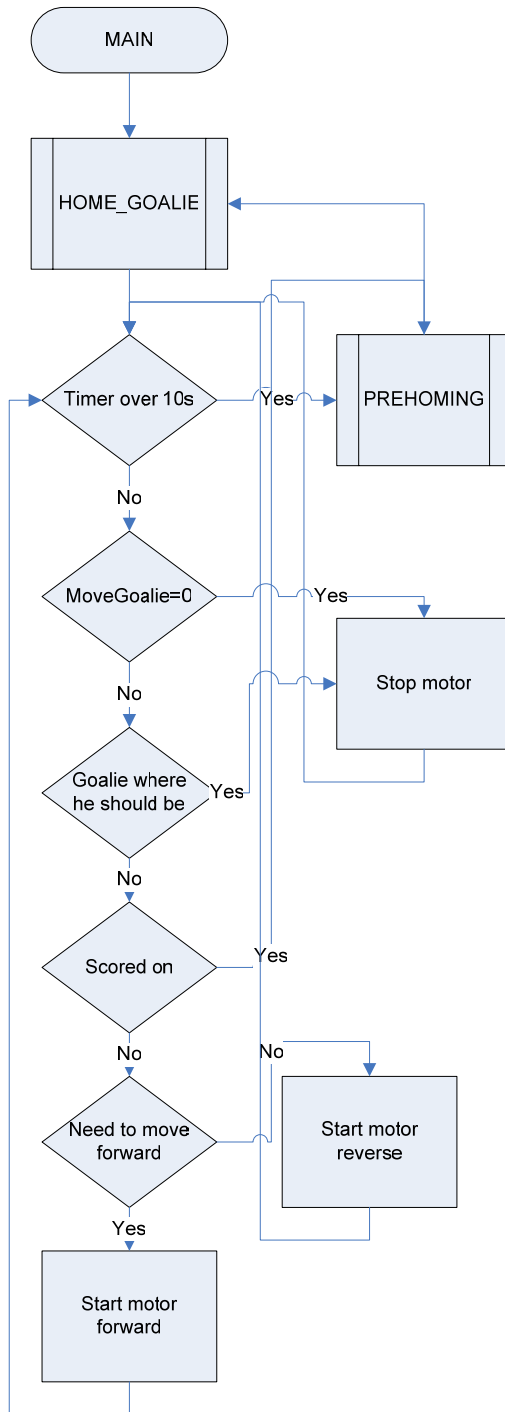 MAIN
HOME_GOALIE
Timer over 10s
Yes
PREHOMING
No
MoveGoalie=0
Yes
Stop motor
No
Goalie where
he should be
Yes
No
Scored on
Yes
No
No
Need to move
forward
Start motor
reverse
Yes
Start motor
forward